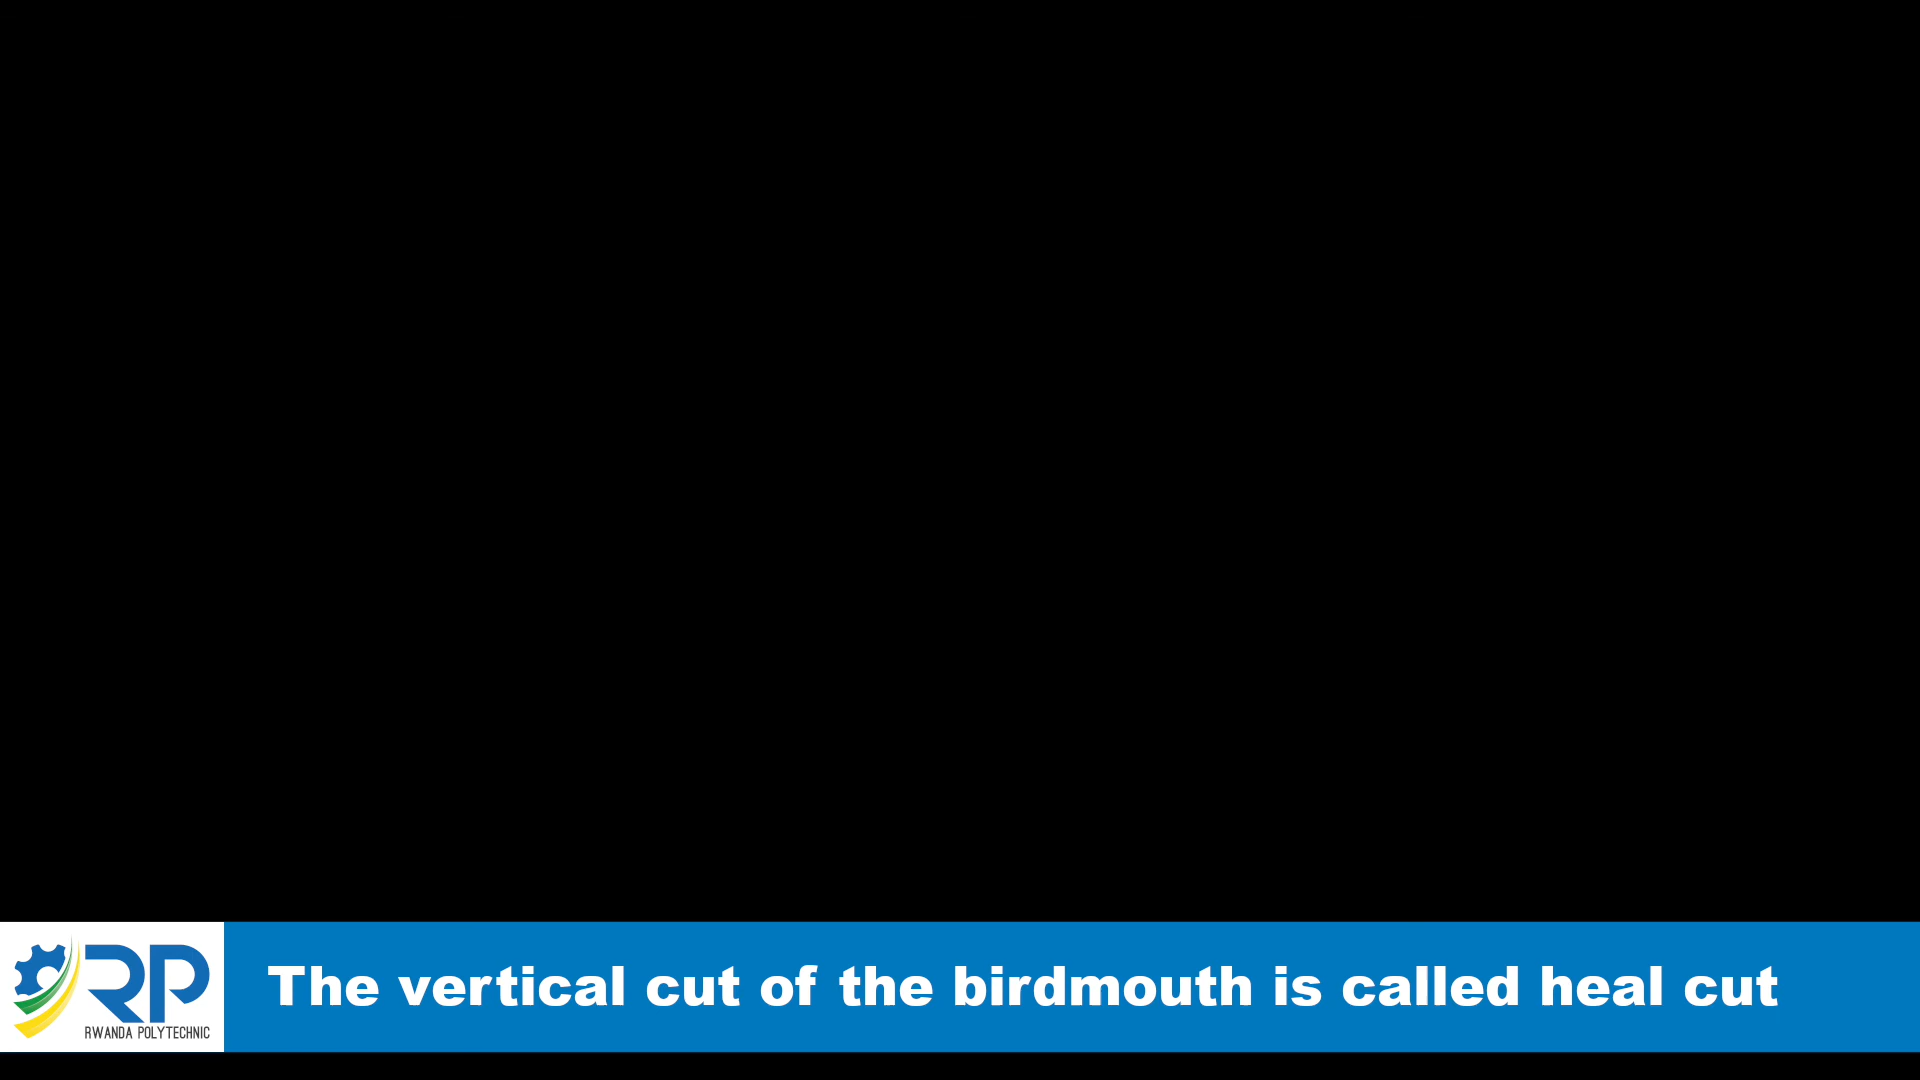 The vertical cut of the birdmouth is called heal cut
RP
RWANDA POLYTECHNIC